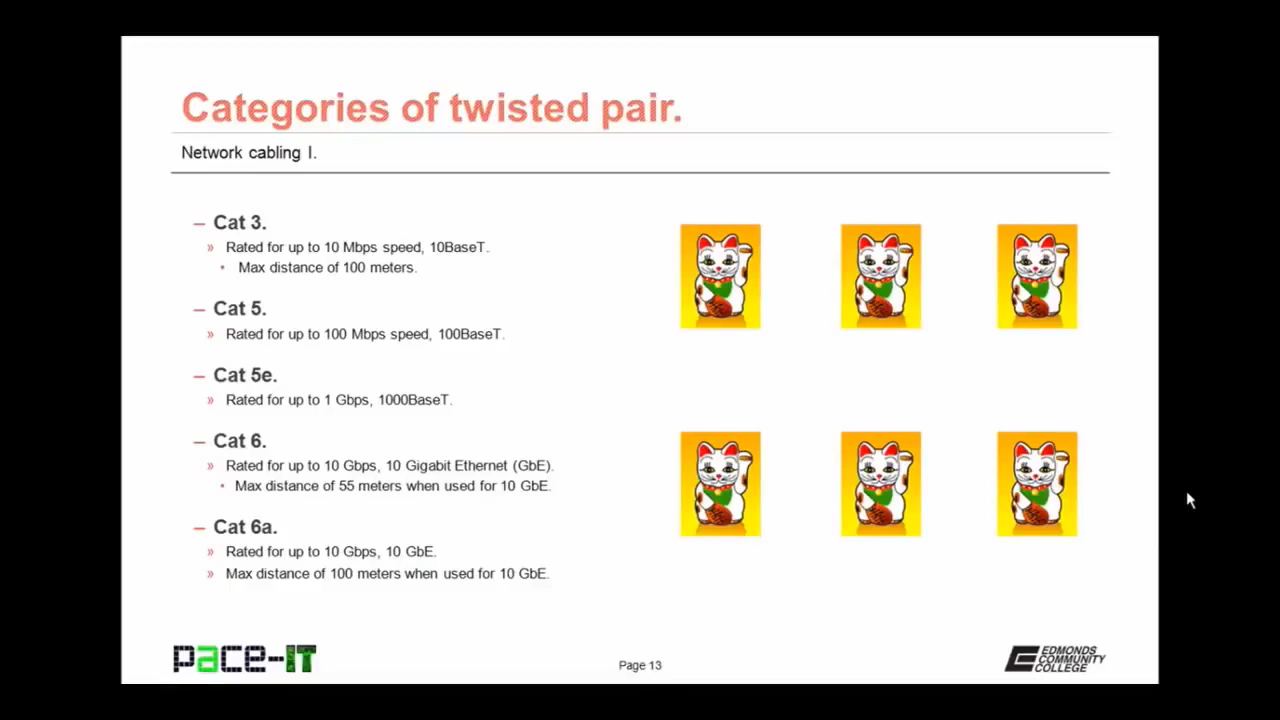 Categories of twisted pair.
Network cabling I.
– Cat 3.
» Rated for up to 10 Mbps speed, 10BaseT.
• Max distance of 100 meters.
– Cat 5.
» Rated for up to 100 Mbps speed, 100BaseT.
– Cat 5e.
» Rated for up to 1 Gbps, 1000BaseT.
– Cat 6.
» Rated for up to 10 Gbps, 10 Gigabit Ethernet (GbE).
• Max distance of 55 meters when used for 10 GbE.
– Cat 6a.
» Rated for up to 10 Gbps, 10 GbE.
» Max distance of 100 meters when used for 10 GbE.
pace-IT
Page 13
EDMONDS
COMMUNITY
COLLEGE